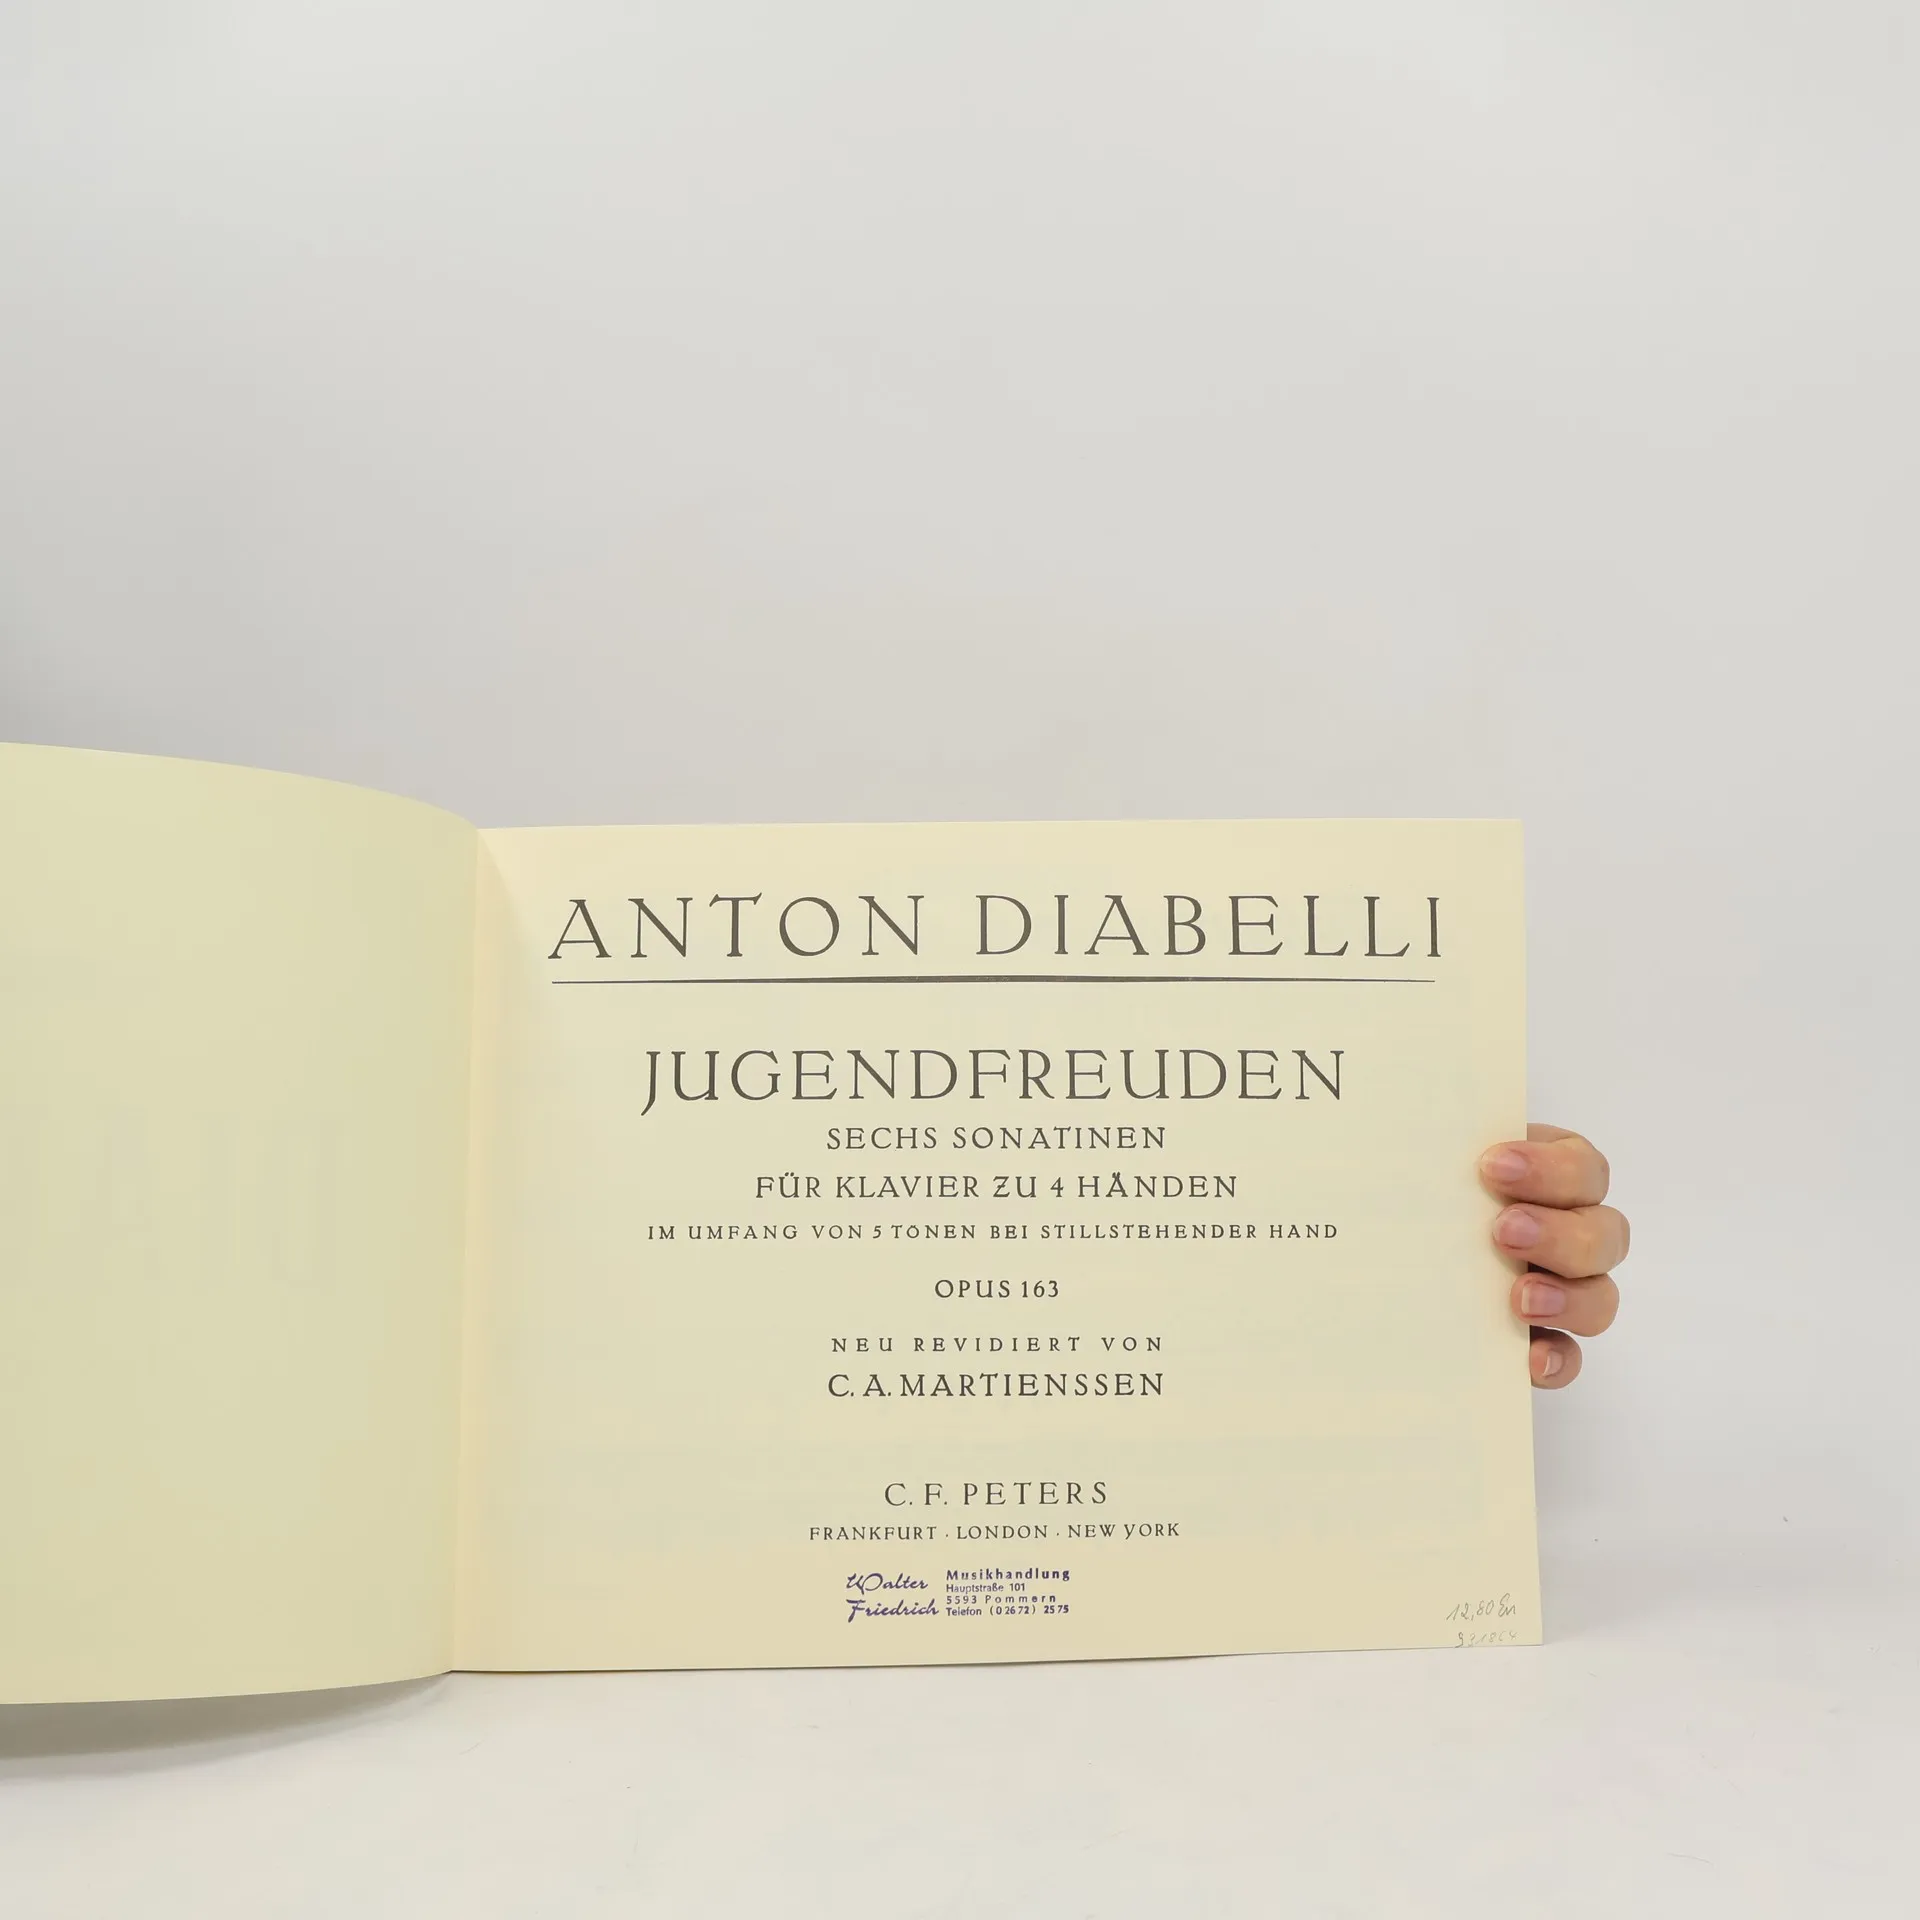 ANTON DIABELLI
JUGENDFREUDEN
SECHS SONATINEN
FÜR KLAVIER ZU 4 HÄNDEN
IM UMFANG VON 5 TÖNEN BEI STILLSTEHENDER HAND
OPUS 163
NEU REVIDIERT VON
C. A. MARTIENSSEN
C. F. PETERS
FRANKFURT · LONDON · NEW YORK
Walter Friedrich
Musikhandlung
Hauptstraße 101
5593 Pommern
Telefon (02672) 2575
12,80